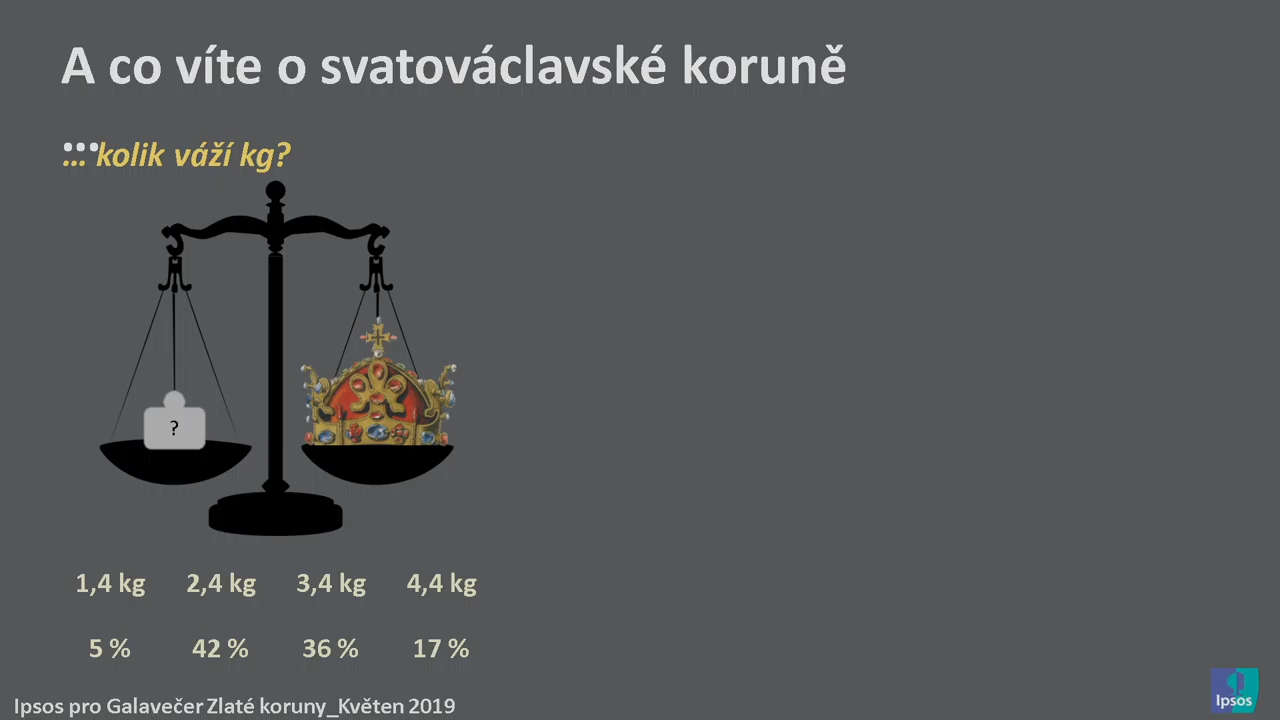 A co víte o svatováclavské koruně
...
... kolik váží kg?
?
1,4 kg 2,4 kg 3,4 kg 4,4 kg
5 % 42 % 36 % 17 %
Ipsos pro Galavečer Zlaté koruny_Květen 2019
Ipsos